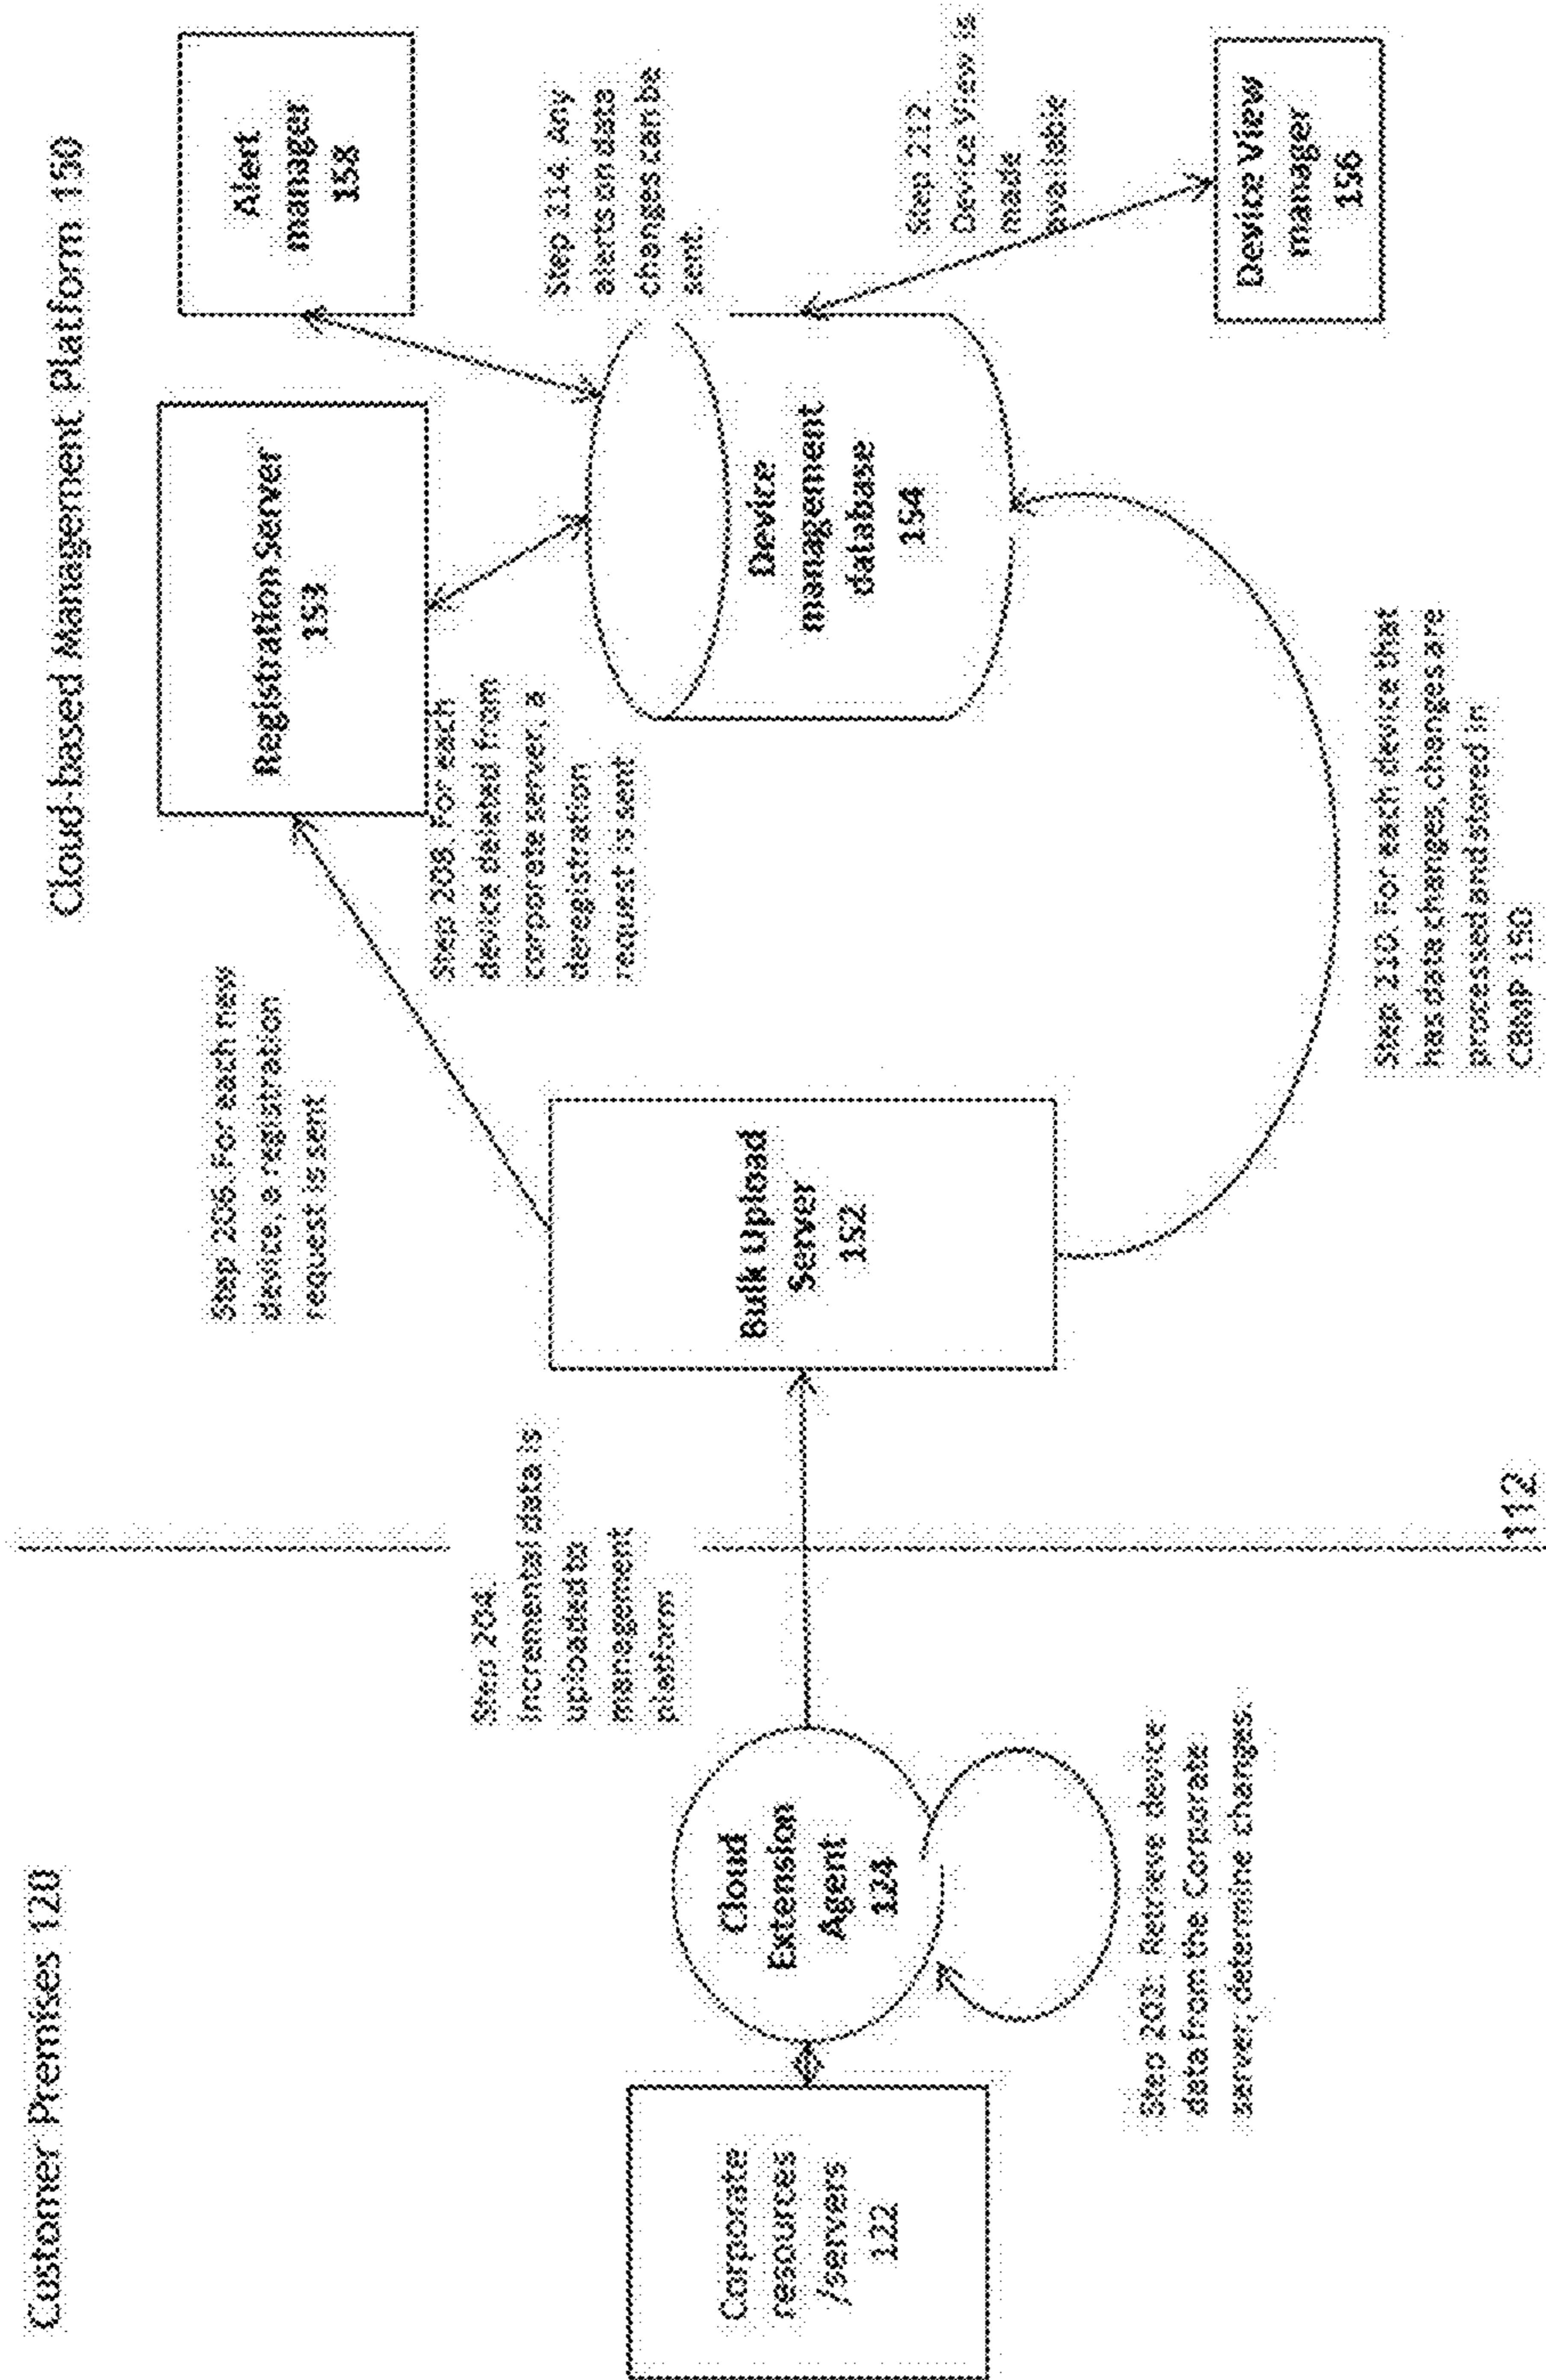 Customer Premises 120
Cloud-based Management Platform 150
Corporate
resources
/servers
122
Cloud
Extension
Agent
124
Step 202. Retrieve device
data from the Corporate
server, determine changes.
Step 204.
Incremental data is
uploaded to
management
platform
112
Bulk Upload
Server
152
Step 206. For each new
device, a registration
request is sent
Registration Server
153
Step 208. For each
device deleted from
corporate server, a
deregistration
request is sent
Step 210. For each device that
has data changes, changes are
processed and stored in
CBMP 150
Device
management
database
154
Alert
manager
158
Step 214. Any
alerts on data
changes can be
sent.
Step 212.
Device View is
made
available
Device View
manager
156